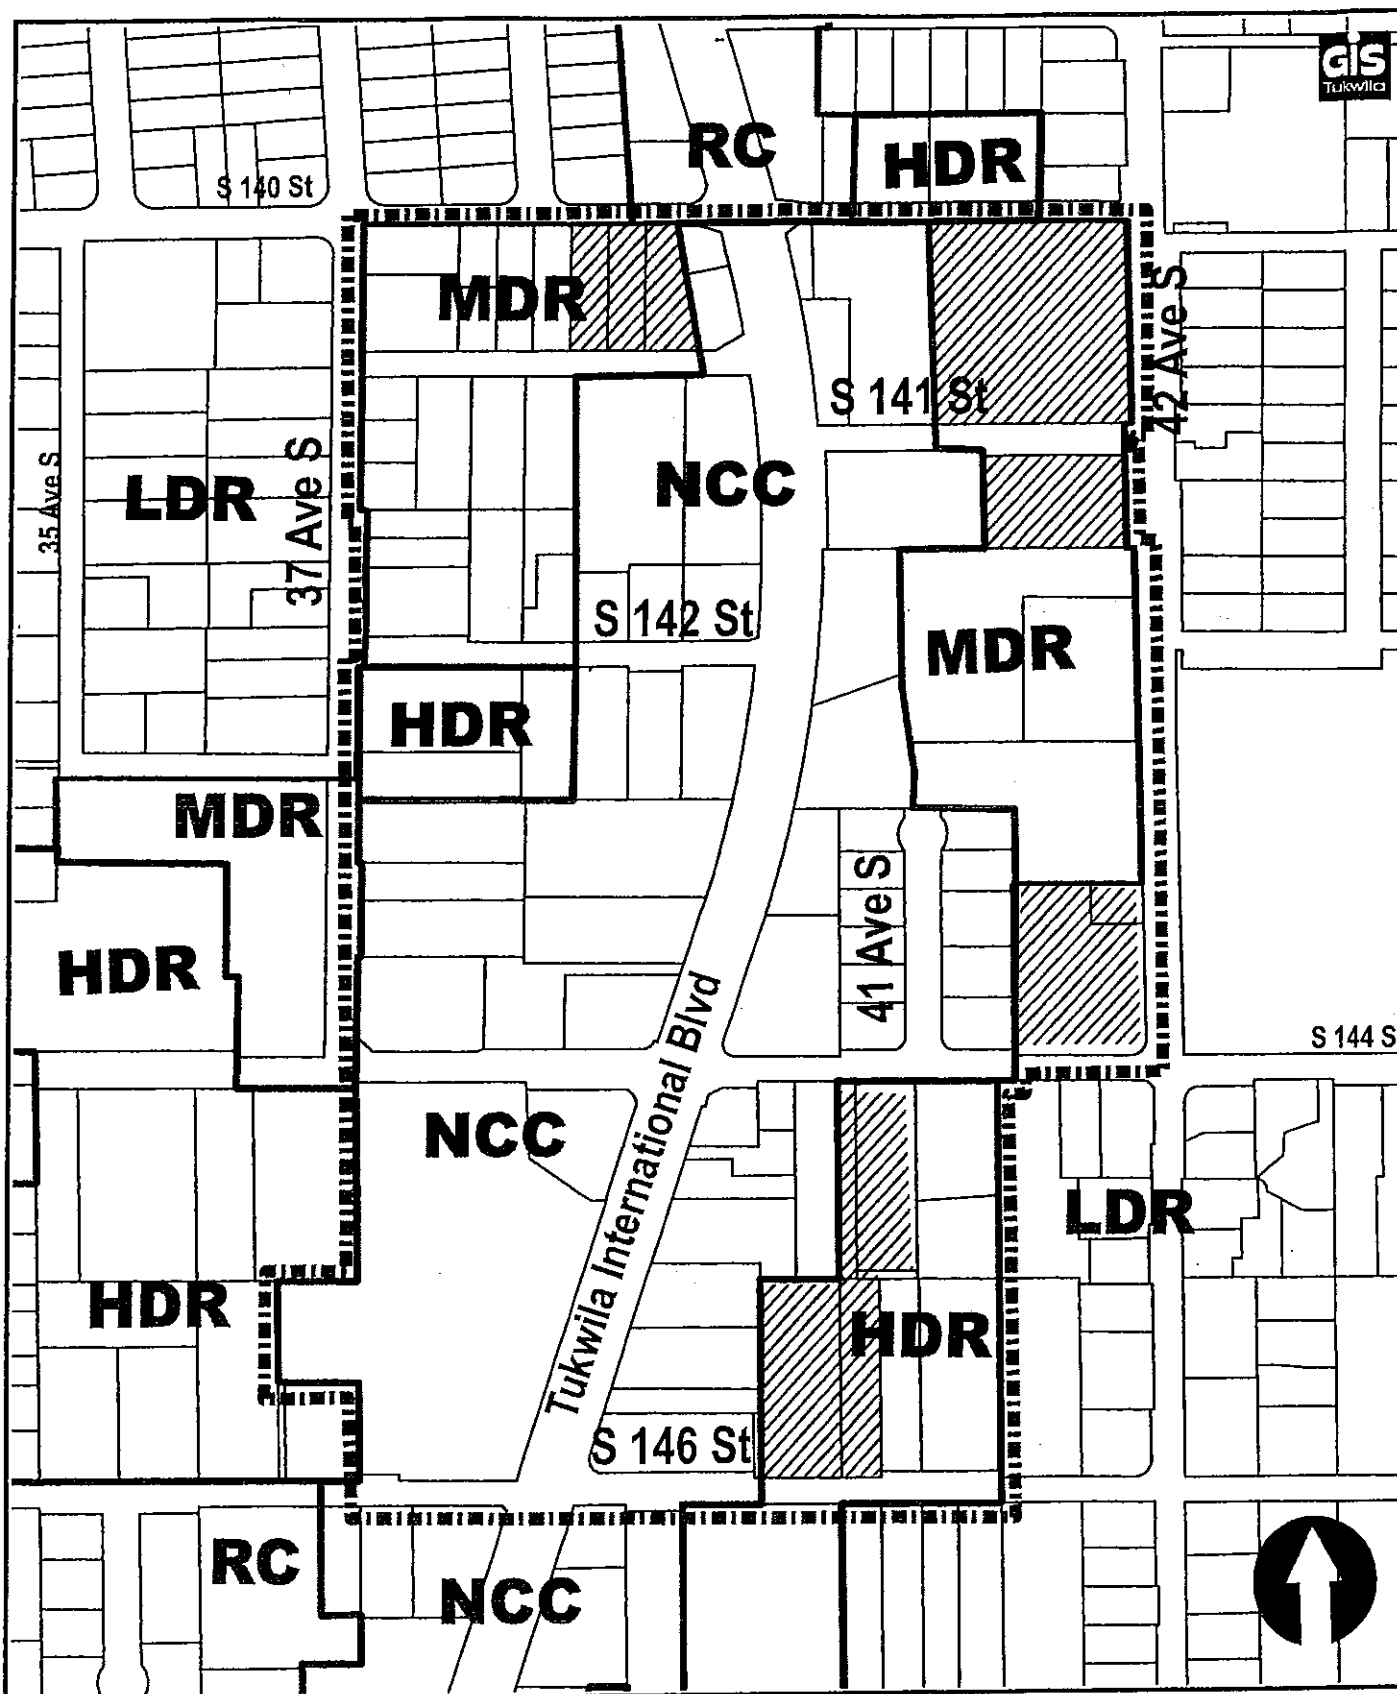 GIS
Tukwila
RC
HDR
S 140 St
MDR
42 Ave S
S 141 St
35 Ave S
LDR
37 Ave S
NCC
S 142 St
MDR
HDR
MDR
41 Ave S
HDR
Tukwila International Blvd
S 144 S
NCC
LDR
HDR
HDR
S 146 St
RC
NCC